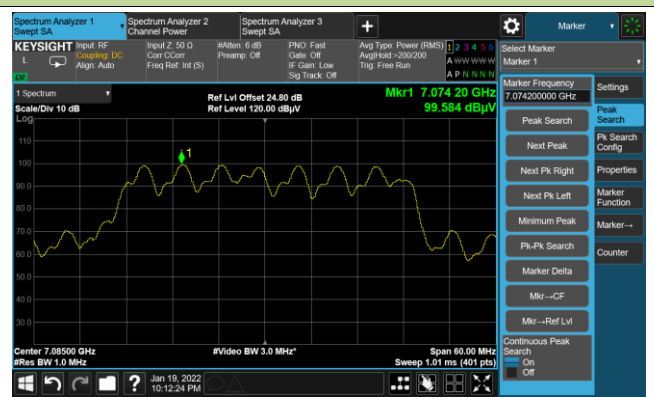 Spectrum Analyzer 1
Swept SA
Spectrum Analyzer 2
Channel Power
Spectrum Analyzer 3
Swept SA
+
Marker
KEYSIGHT
L
LXI
Input: RF
Coupling: DC
Align: Auto
Input Z: 50 Ω
Corr CCorr
Freq Ref: Int (S)
#Atten: 6 dB
Preamp: Off
PNO: Fast
Gate: Off
IF Gain: Low
Sig Track: Off
Avg Type: Power (RMS)
Avg|Hold:>200/200
Trig: Free Run
1 2 3 4 5 6
A W W W W W
A P N N N N
Select Marker
Marker 1
1 Spectrum
Scale/Div 10 dB
Log
Ref Lvl Offset 24.80 dB
Ref Level 120.00 dBµV
Mkr1 7.074 20 GHz
99.584 dBµV
1
110
100
90.0
80.0
70.0
60.0
50.0
40.0
30.0
Center 7.08500 GHz
#Res BW 1.0 MHz
#Video BW 3.0 MHz*
Span 60.00 MHz
Sweep 1.01 ms (401 pts)
Marker Frequency
7.074200000 GHz
Peak Search
Next Peak
Next Pk Right
Next Pk Left
Minimum Peak
Pk-Pk Search
Marker Delta
Mkr→CF
Mkr→Ref Lvl
Continuous Peak
Search
On
Off
Settings
Peak
Search
Pk Search
Config
Properties
Marker
Function
Marker→
Counter
?
Jan 19, 2022
10:12:24 PM